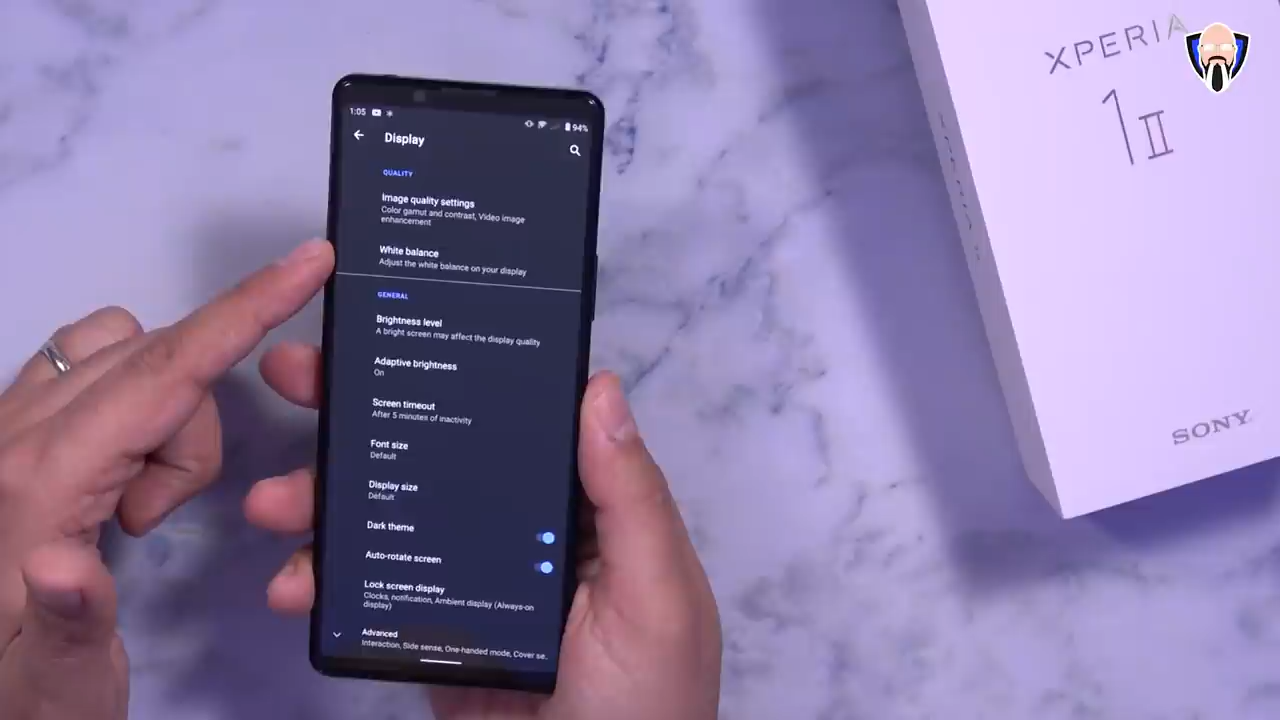 1:05
94%
Display
QUALITY
Image quality settings
Color gamut and contrast, Video image
enhancement
White balance
Adjust the white balance on your display
GENERAL
Brightness level
A bright screen may affect the display quality
Adaptive brightness
On
Screen timeout
After 5 minutes of inactivity
Font size
Default
Display size
Default
Dark theme
Auto-rotate screen
Lock screen display
Clocks, notification, Ambient display (Always-on
display)
Advanced
Interaction, Side sense, One-handed mode, Cover se..
XPERIA
1 II
SONY